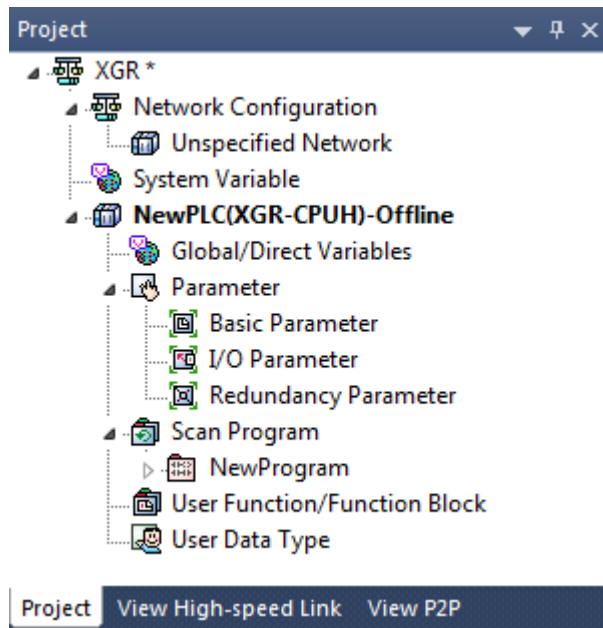 Project
XGR *
Network Configuration
Unspecified Network
System Variable
NewPLC(XGR-CPUH)-Offline
Global/Direct Variables
Parameter
Basic Parameter
I/O Parameter
Redundancy Parameter
Scan Program
NewProgram
User Function/Function Block
User Data Type
Project View High-speed Link View P2P